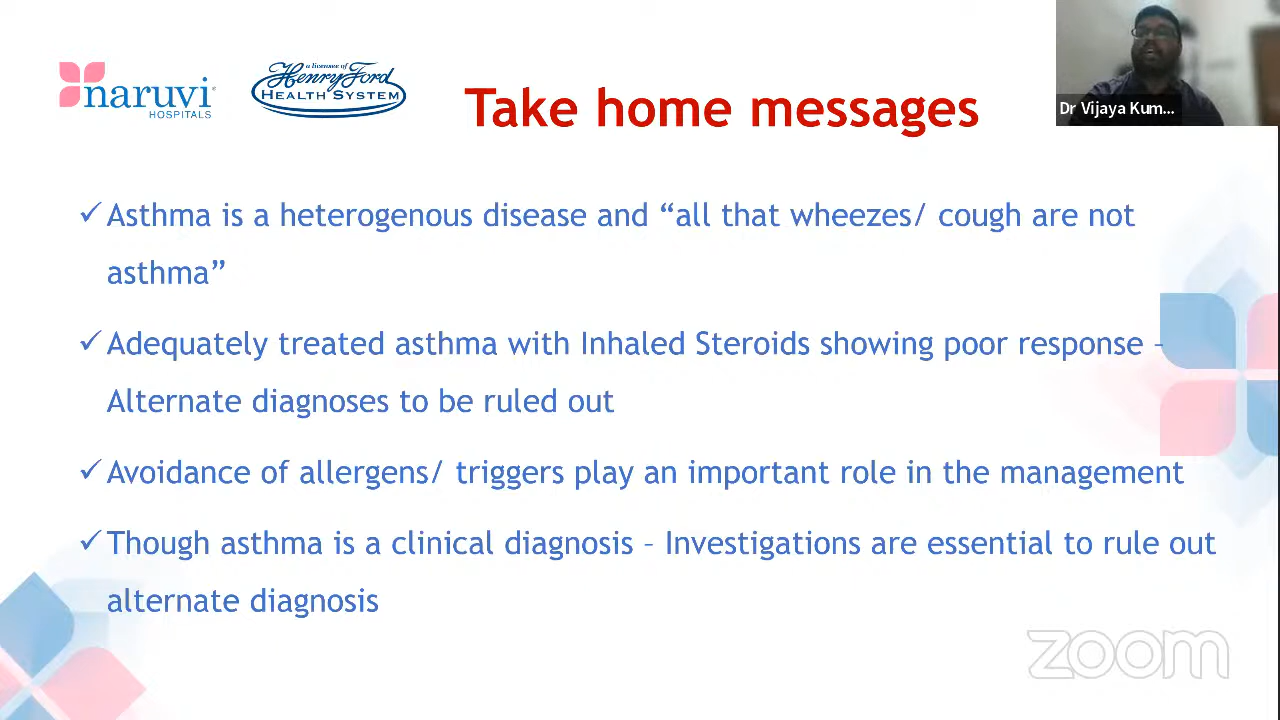 naruvi
HOSPITALS
a licensee of
Henry Ford
HEALTH SYSTEM
Take home messages
Dr Vijaya Kum...
✓ Asthma is a heterogenous disease and “all that wheezes/ cough are not
asthma”
✓ Adequately treated asthma with Inhaled Steroids showing poor response –
Alternate diagnoses to be ruled out
✓ Avoidance of allergens/ triggers play an important role in the management
✓ Though asthma is a clinical diagnosis – Investigations are essential to rule out
alternate diagnosis
zoom